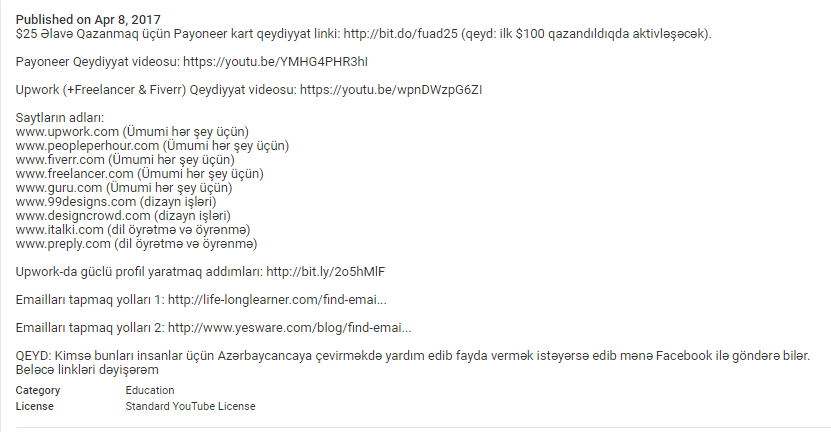 Published on Apr 8, 2017
$25 Əlavə Qazanmaq üçün Payoneer kart qeydiyyat linki: http://bit.do/fuad25 (qeyd: ilk $100 qazandıldıqda aktivləşəcək).
Payoneer Qeydiyyat videosu: https://youtu.be/YMHG4PHR3hI
Upwork (+Freelancer & Fiverr) Qeydiyyat videosu: https://youtu.be/wpnDWzpG6ZI
Saytların adları:
www.upwork.com (Ümumi hər şey üçün)
www.peopleperhour.com (Ümumi hər şey üçün)
www.fiverr.com (Ümumi hər şey üçün)
www.freelancer.com (Ümumi hər şey üçün)
www.guru.com (Ümumi hər şey üçün)
www.99designs.com (dizayn işləri)
www.designcrowd.com (dizayn işləri)
www.italki.com (dil öyrətmə və öyrənmə)
www.preply.com (dil öyrətmə və öyrənmə)
Upwork-da güclü profil yaratmaq addımları: http://bit.ly/2o5hMlF
Emailları tapmaq yolları 1: http://life-longlearner.com/find-emai...
Emailları tapmaq yolları 2: http://www.yesware.com/blog/find-emai...
QEYD: Kimsə bunları insanlar üçün Azərbaycancaya çevirməkdə yardım edib fayda vermək istəyərsə edib mənə Facebook ilə göndərə bilər.
Beləcə linkləri dəyişərəm
Category Education
License Standard YouTube License